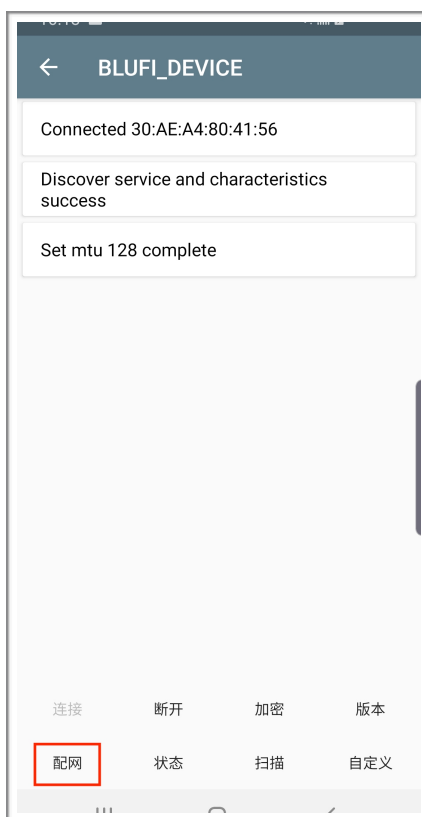 BLUFI_DEVICE
Connected 30:AE:A4:80:41:56
Discover service and characteristics
success
Set mtu 128 complete
连接 断开 加密 版本
配网 状态 扫描 自定义